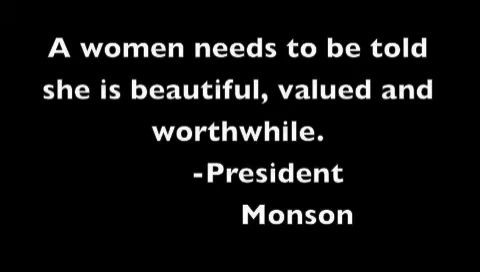 A women needs to be told
she is beautiful, valued and
worthwhile.
-President
Monson